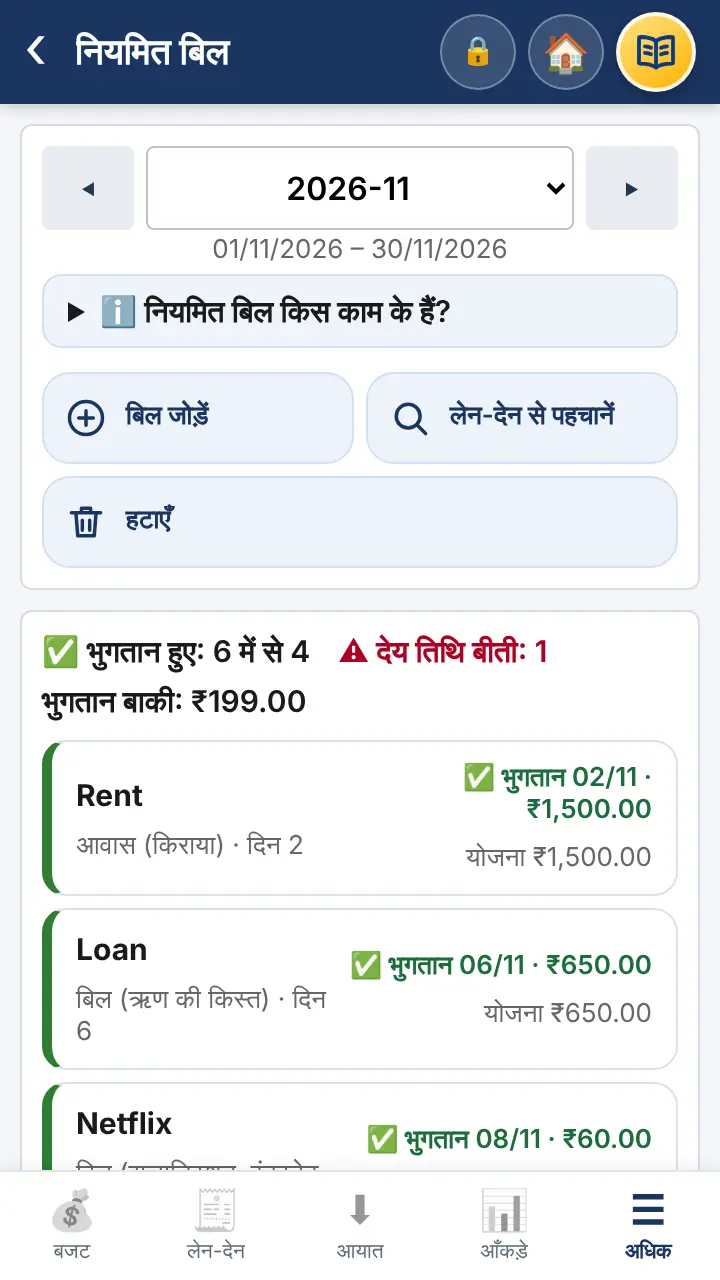 नियमित बिल
2026-11
01/11/2026 – 30/11/2026
नियमित बिल किस काम के हैं?
बिल जोड़ें
लेन-देन से पहचानें
हटाएँ
भुगतान हुए: 6 में से 4
देय तिथि बीती: 1
भुगतान बाकी: ₹199.00
Rent
आवास (किराया) · दिन 2
भुगतान 02/11 ·
₹1,500.00
योजना ₹1,500.00
Loan
बिल (ऋण की किस्त) · दिन
6
भुगतान 06/11 · ₹650.00
योजना ₹650.00
Netflix
भुगतान 08/11 · ₹60.00
बजट
लेन-देन
आयात
आँकड़े
अधिक